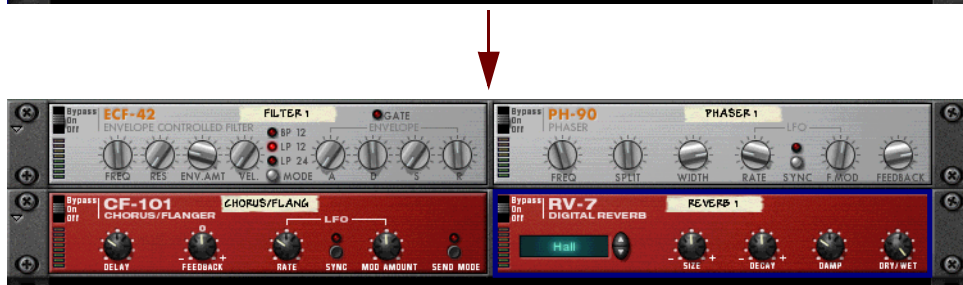 Bypass
On
Off
ECF-42
ENVELOPE CONTROLLED FILTER
FILTER 1
GATE
ENVELOPE
BP 12
LP 12
LP 24
MODE
FREQ RES ENV.AMT VEL. A D S R
Bypass
On
Off
PH-90
PHASER
PHASER 1
LFO
FREQ SPLIT WIDTH RATE SYNC F.MOD FEEDBACK
Bypass
On
Off
CF-101
CHORUS/FLANGER
CHORUS/FLANG
LFO
0
- +
DELAY FEEDBACK RATE SYNC MOD AMOUNT SEND MODE
Bypass
On
Off
RV-7
DIGITAL REVERB
REVERB 1
Hall
- + - +
SIZE DECAY DAMP DRY/WET